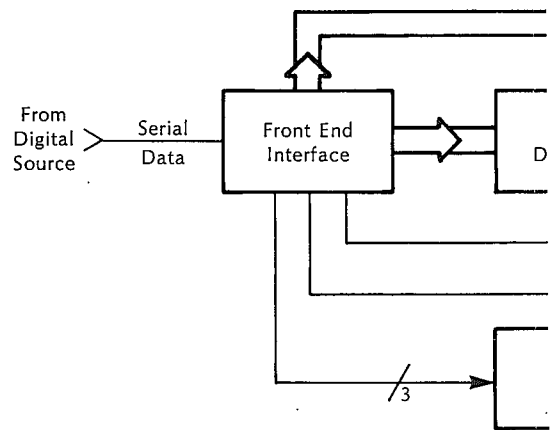 From
Digital
Source
Serial
Data
Front End
Interface
D
3